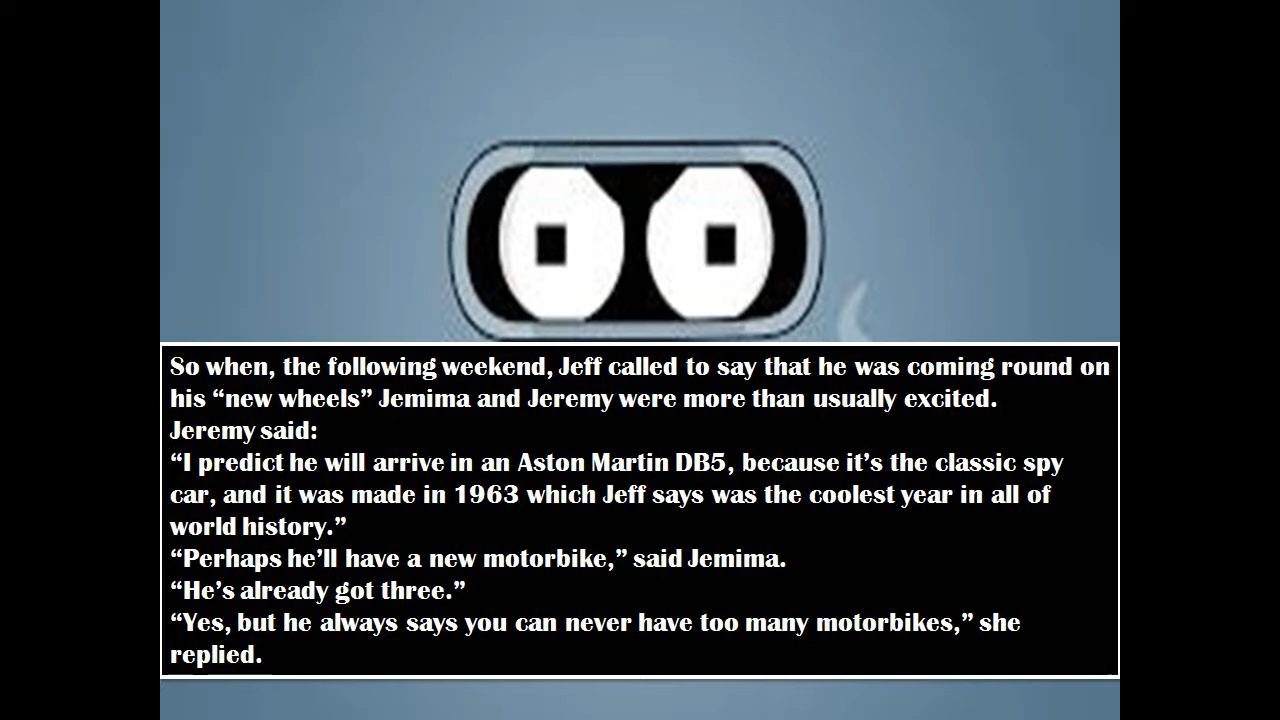 So when, the following weekend, Jeff called to say that he was coming round on
his “new wheels” Jemima and Jeremy were more than usually excited.
Jeremy said:
“I predict he will arrive in an Aston Martin DB5, because it’s the classic spy
car, and it was made in 1963 which Jeff says was the coolest year in all of
world history.”
“Perhaps he’ll have a new motorbike,” said Jemima.
“He’s already got three.”
“Yes, but he always says you can never have too many motorbikes,” she
replied.